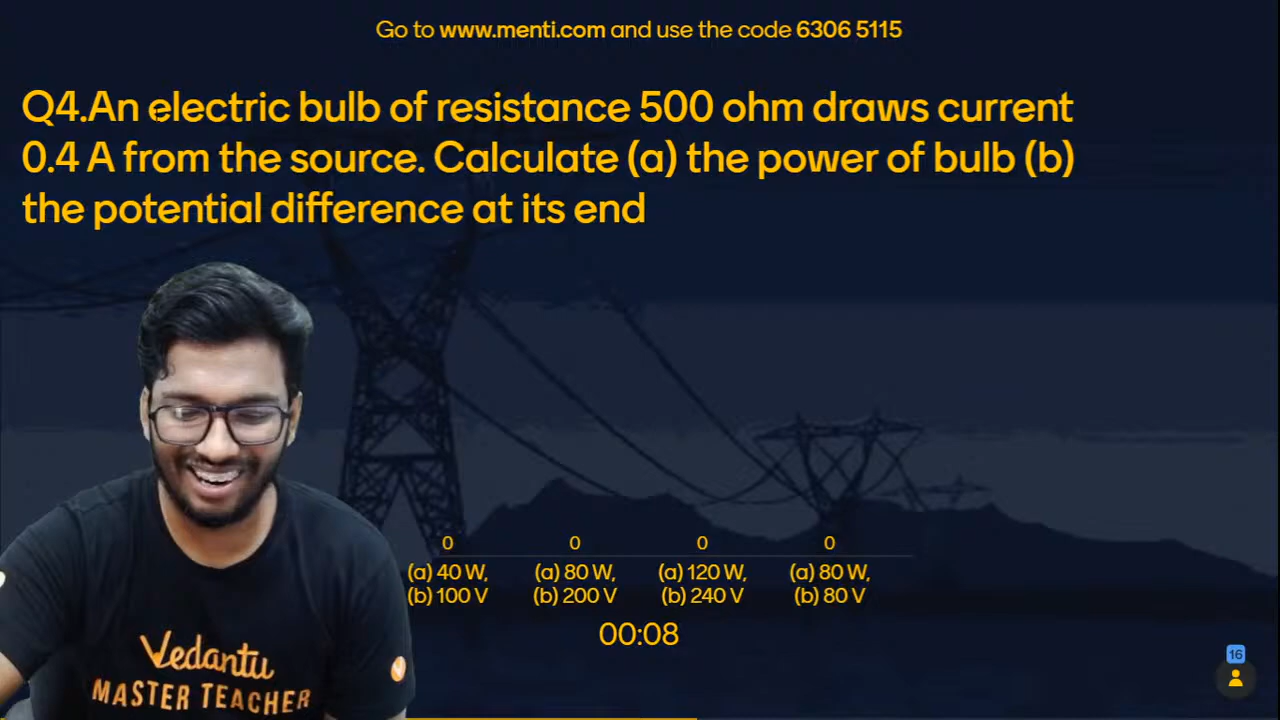 Go to www.menti.com and use the code 6306 5115
Q4.An electric bulb of resistance 500 ohm draws current
0.4 A from the source. Calculate (a) the power of bulb (b)
the potential difference at its end
0 0 0 0
(a) 40 W, (a) 80 W, (a) 120 W, (a) 80 W,
(b) 100 V (b) 200 V (b) 240 V (b) 80 V
00:08
16
Vedantu
MASTER TEACHER